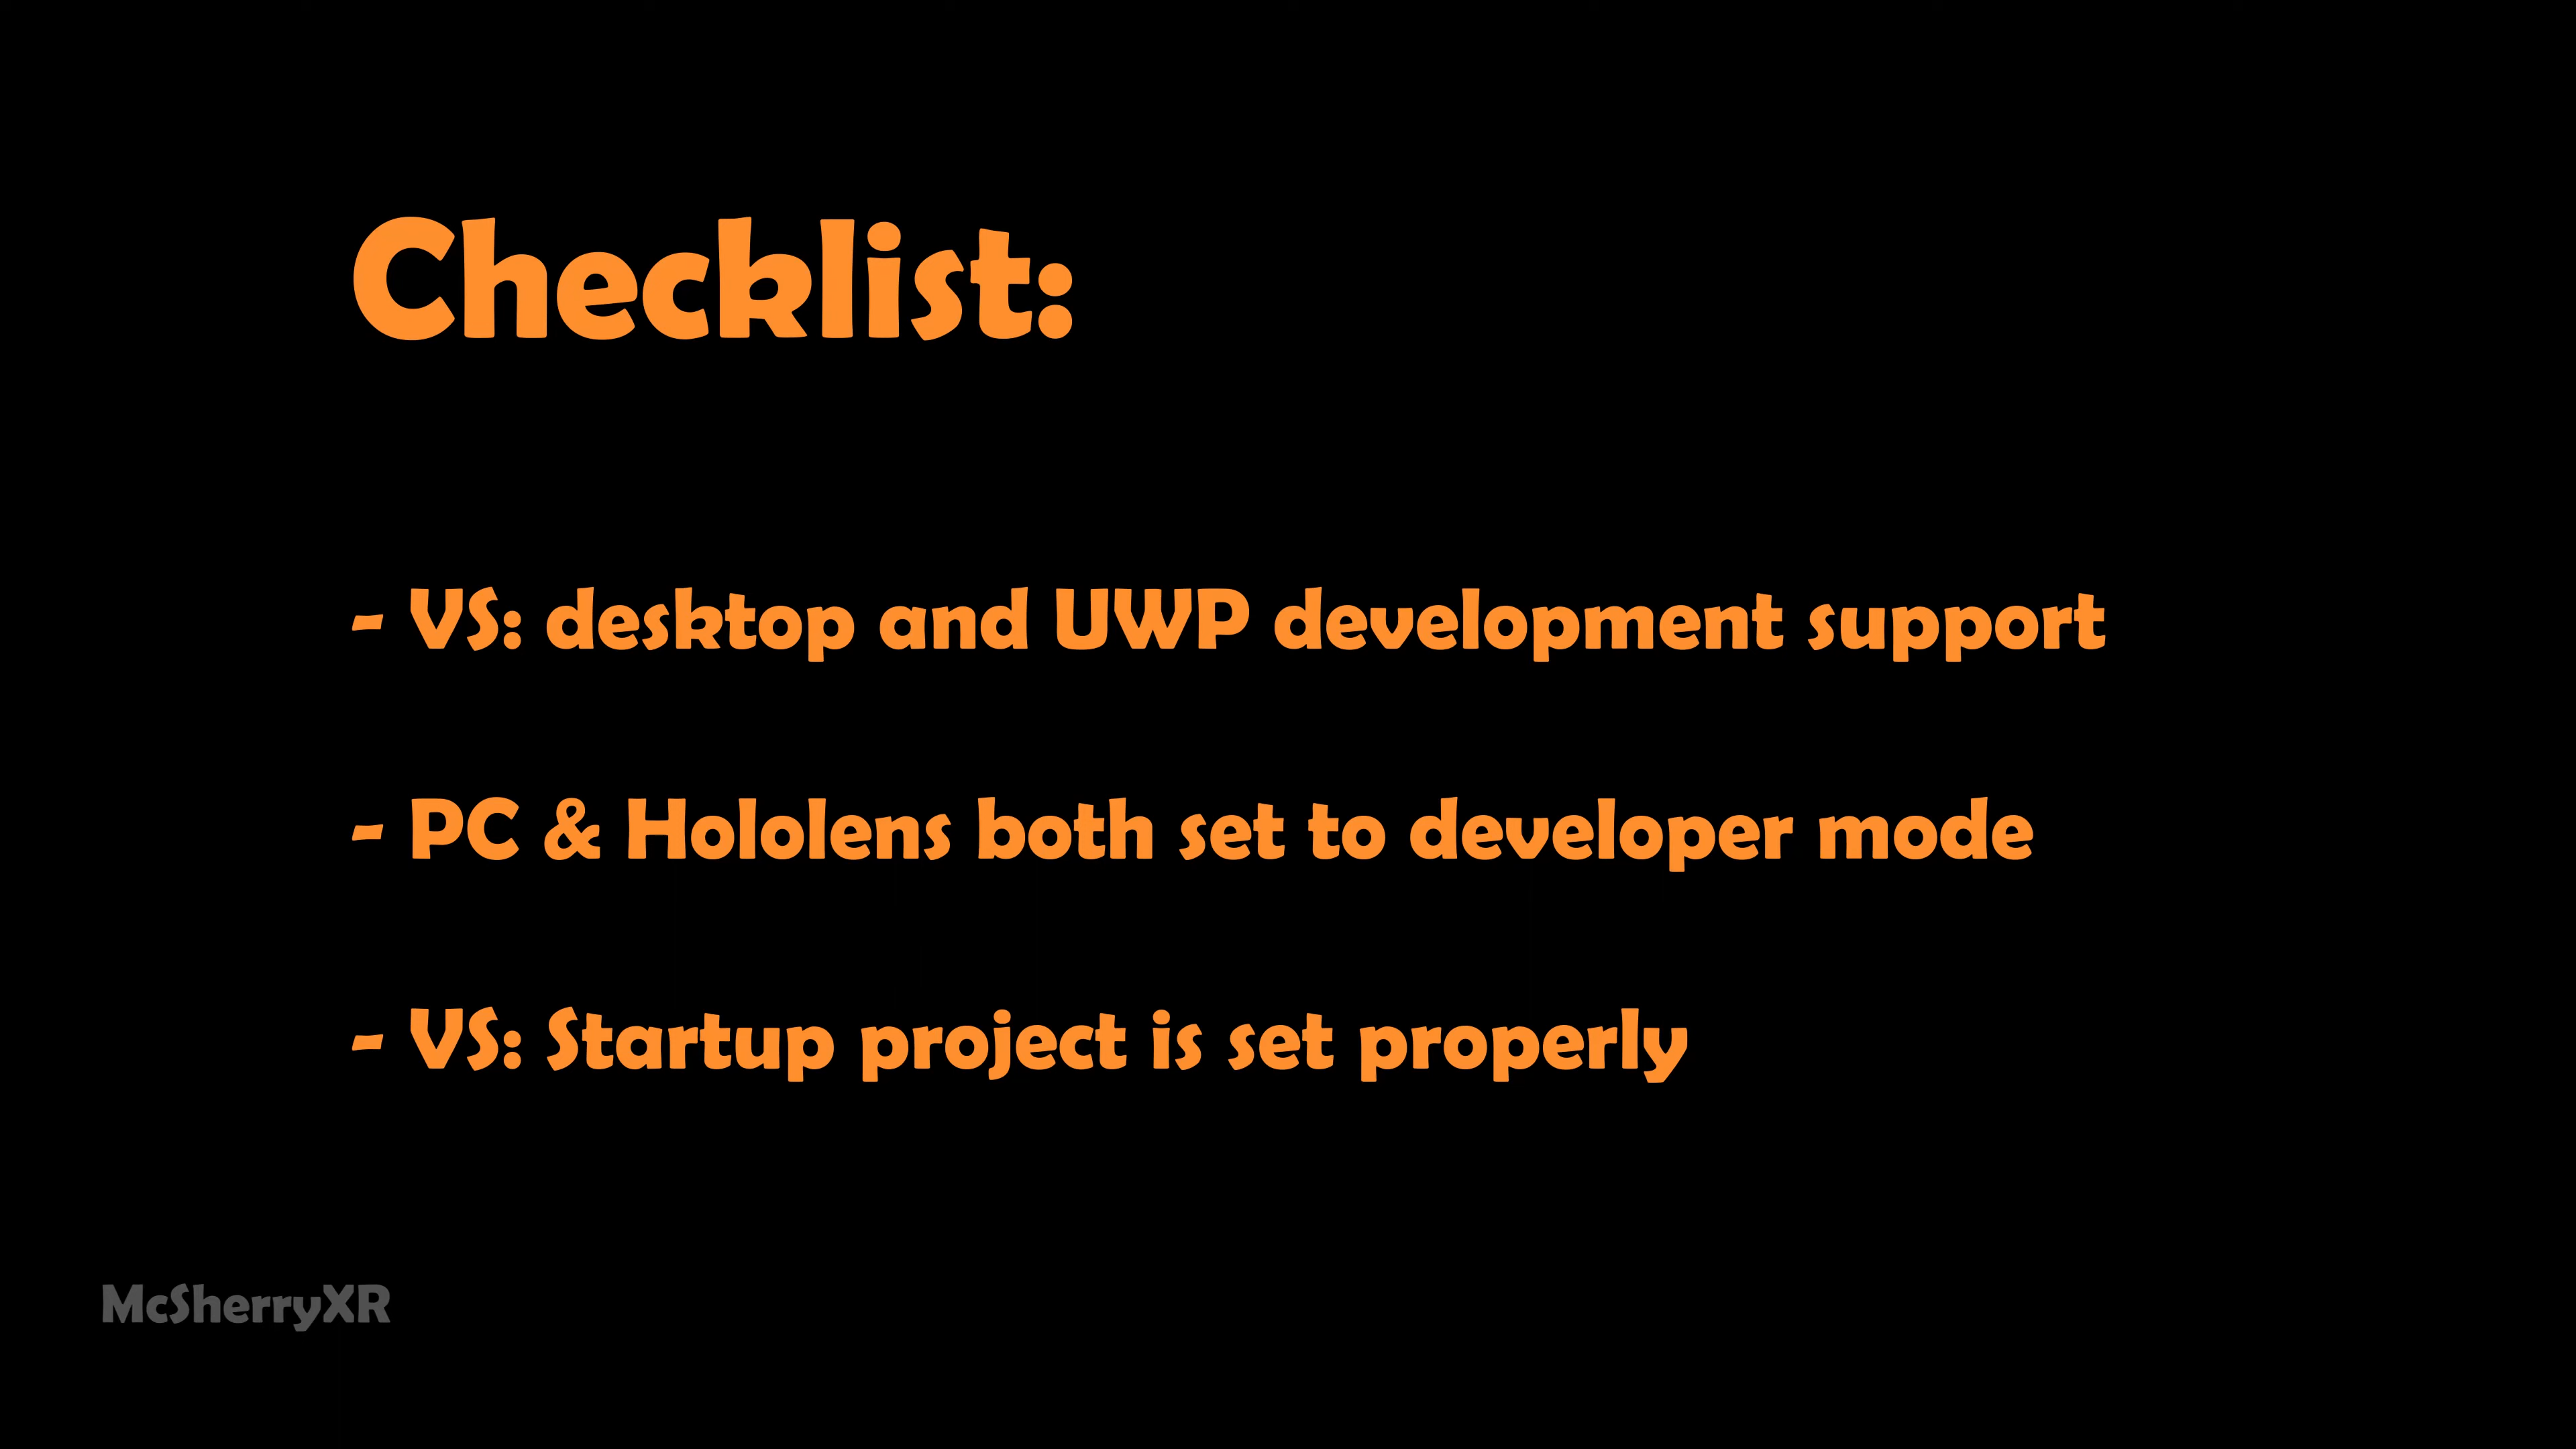 Checklist:
- VS: desktop and UWP development support
- PC & Hololens both set to developer mode
- VS: Startup project is set properly
McSherryXR